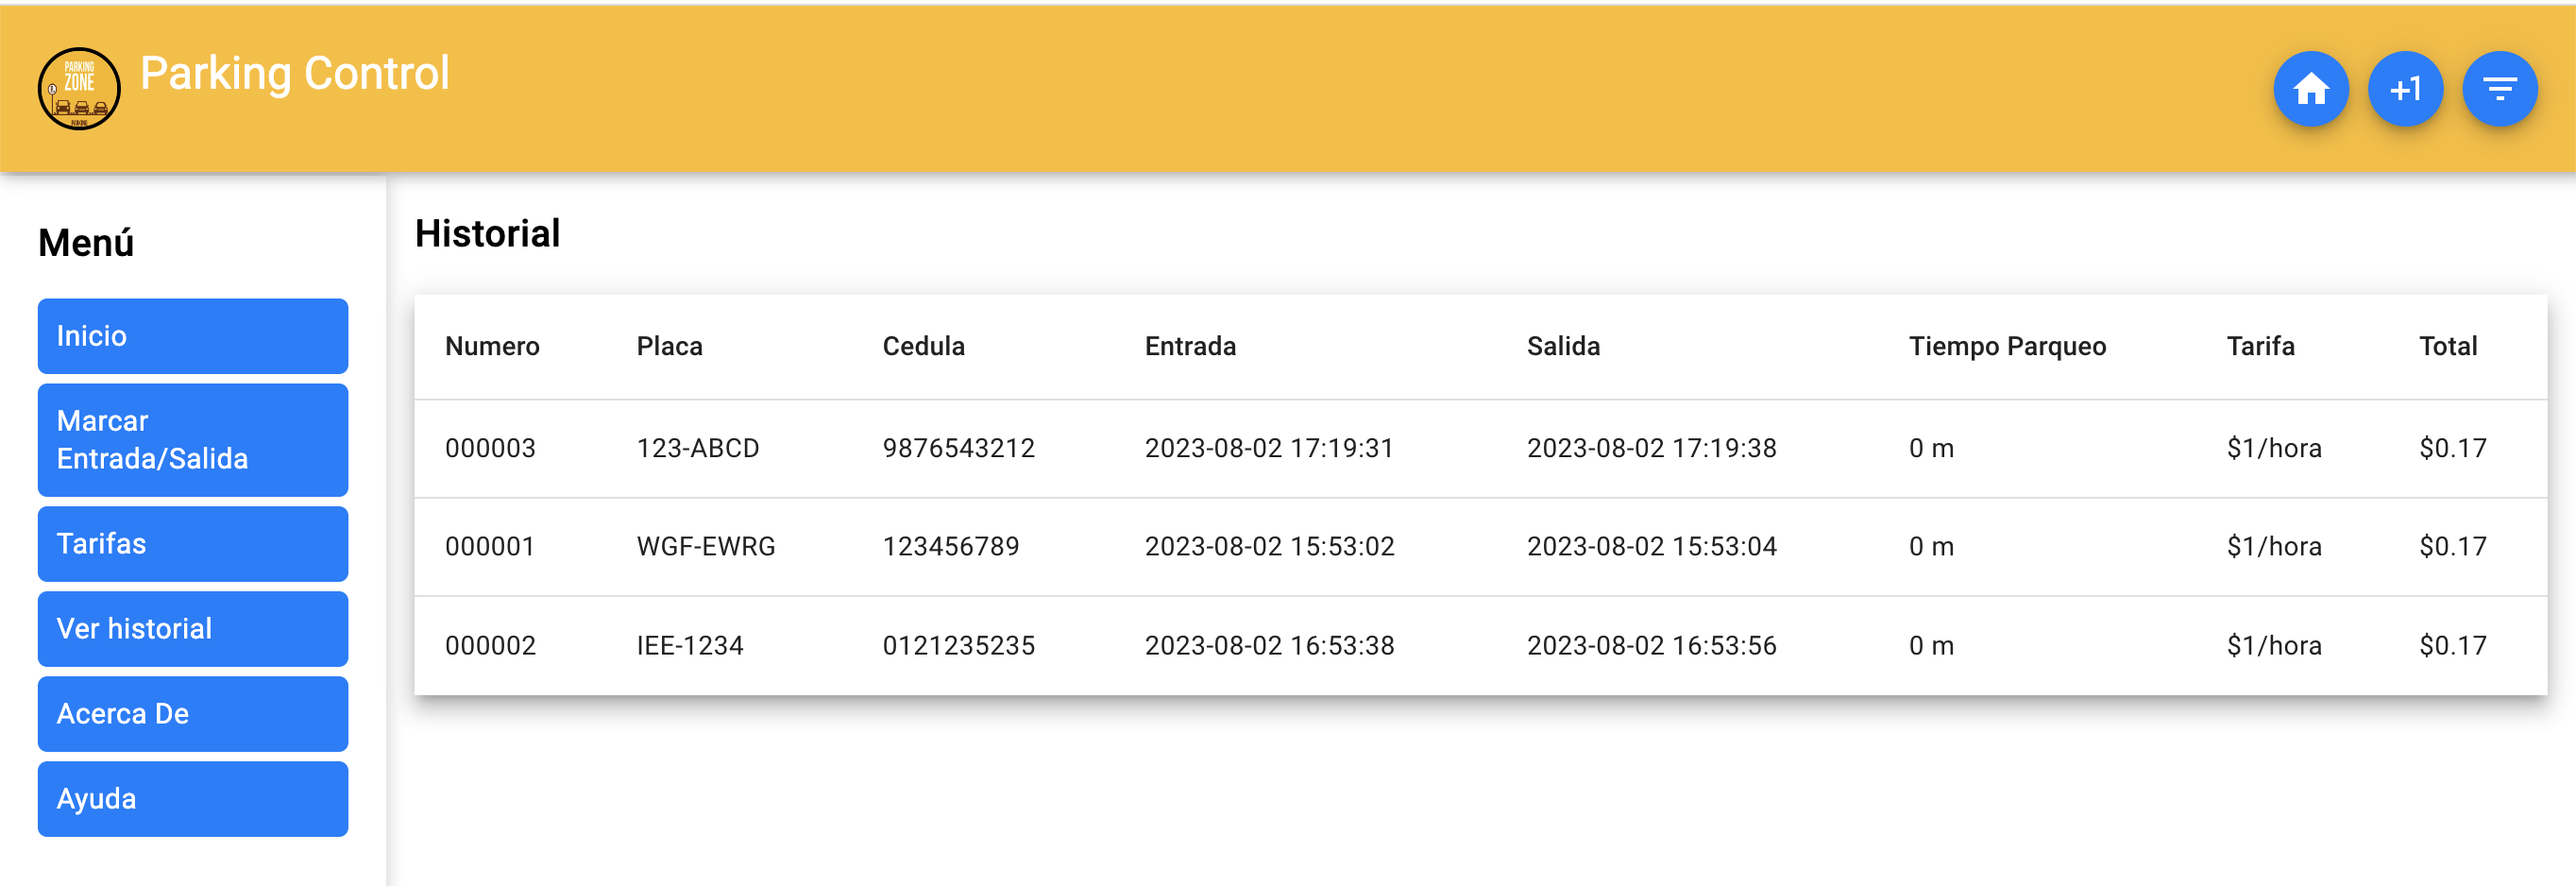 PARKING
ZONE
PARKING
Parking Control
+1
Menú
Inicio
Marcar
Entrada/Salida
Tarifas
Ver historial
Acerca De
Ayuda
Historial
Numero Placa Cedula Entrada Salida Tiempo Parqueo Tarifa Total
000003 123-ABCD 9876543212 2023-08-02 17:19:31 2023-08-02 17:19:38 0 m $1/hora $0.17
000001 WGF-EWRG 123456789 2023-08-02 15:53:02 2023-08-02 15:53:04 0 m $1/hora $0.17
000002 IEE-1234 0121235235 2023-08-02 16:53:38 2023-08-02 16:53:56 0 m $1/hora $0.17